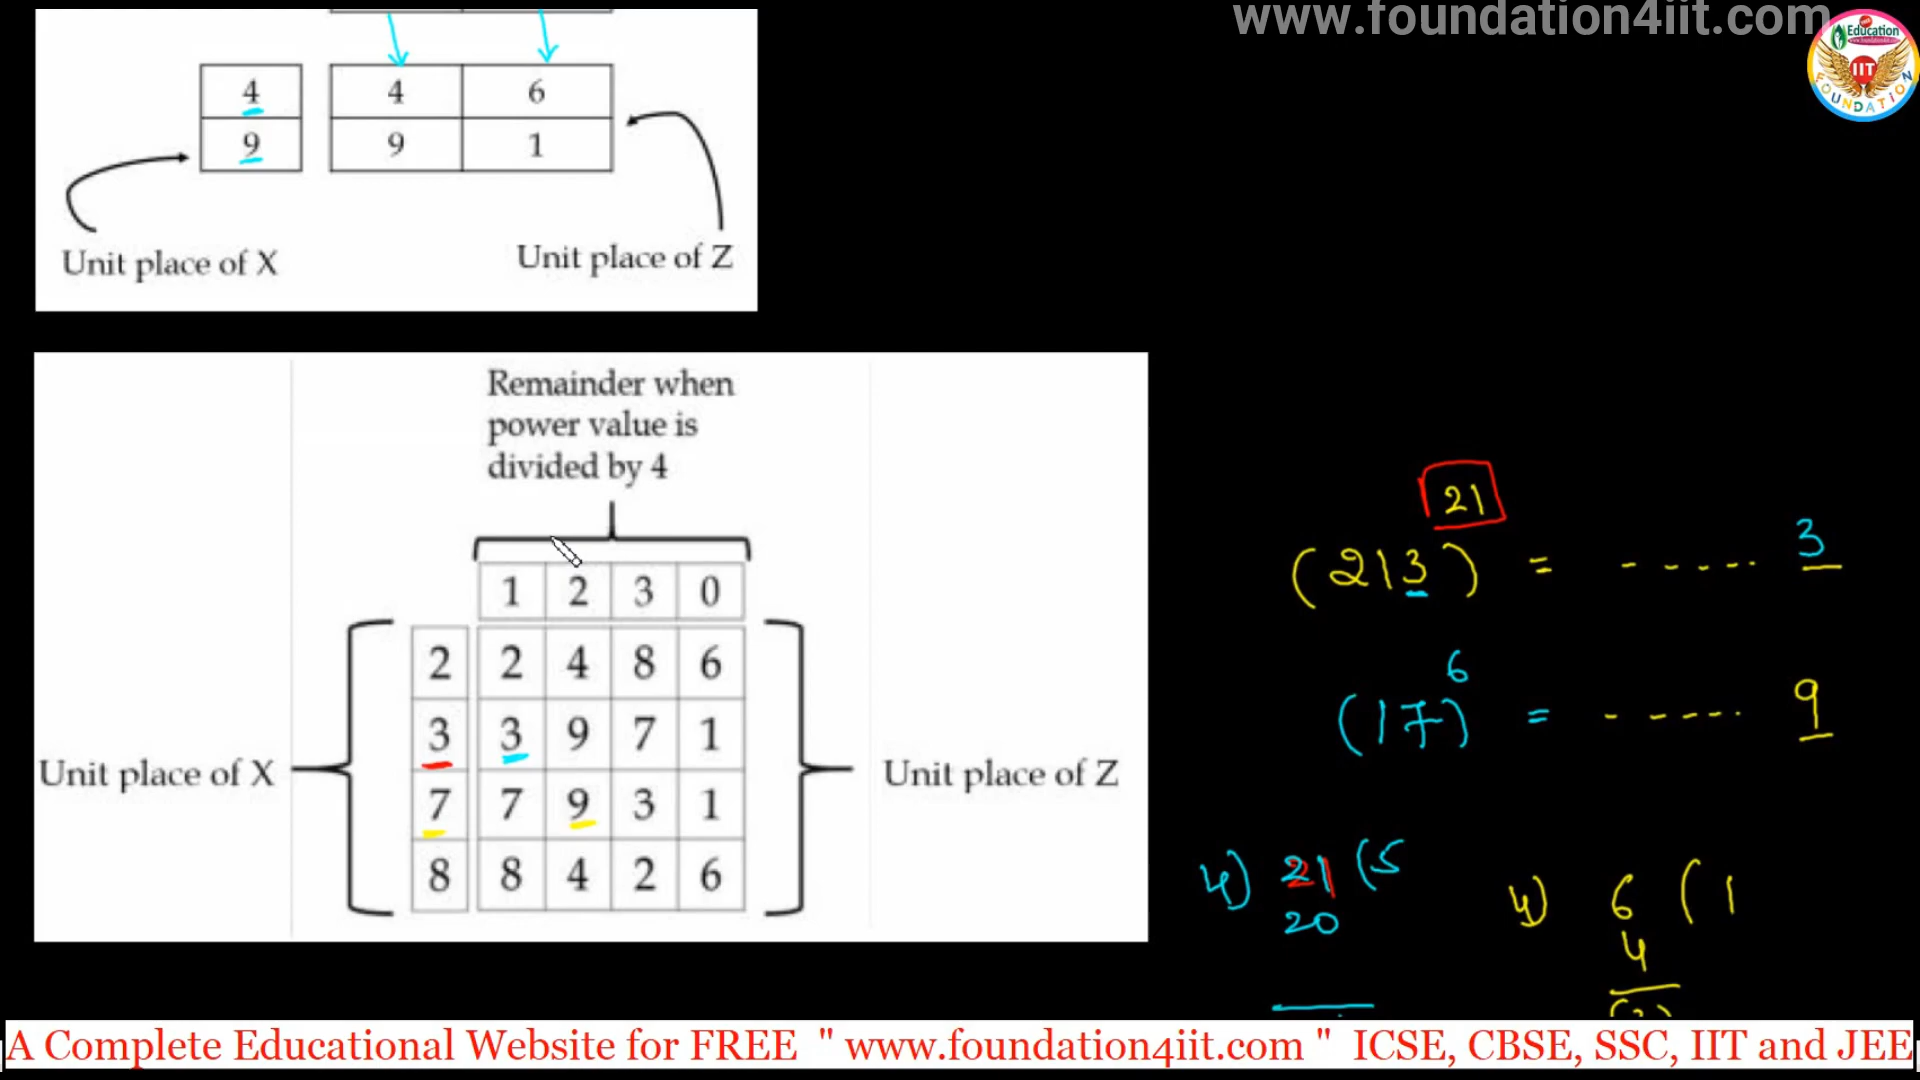 www.foundation4iit.com
Education
IIT
FOUNDATION
4 4 6
9 9 1
Unit place of X
Unit place of Z
Remainder when
power value is
divided by 4
1 2 3 0
2 2 4 8 6
3 3 9 7 1
7 7 9 3 1
8 8 4 2 6
Unit place of X
Unit place of Z
(213)^21 = ----- 3
(17)^6 = ----- 9
4) 21 (5
20
4) 6 (1
4
(2)
A Complete Educational Website for FREE " www.foundation4iit.com " ICSE, CBSE, SSC, IIT and JEE